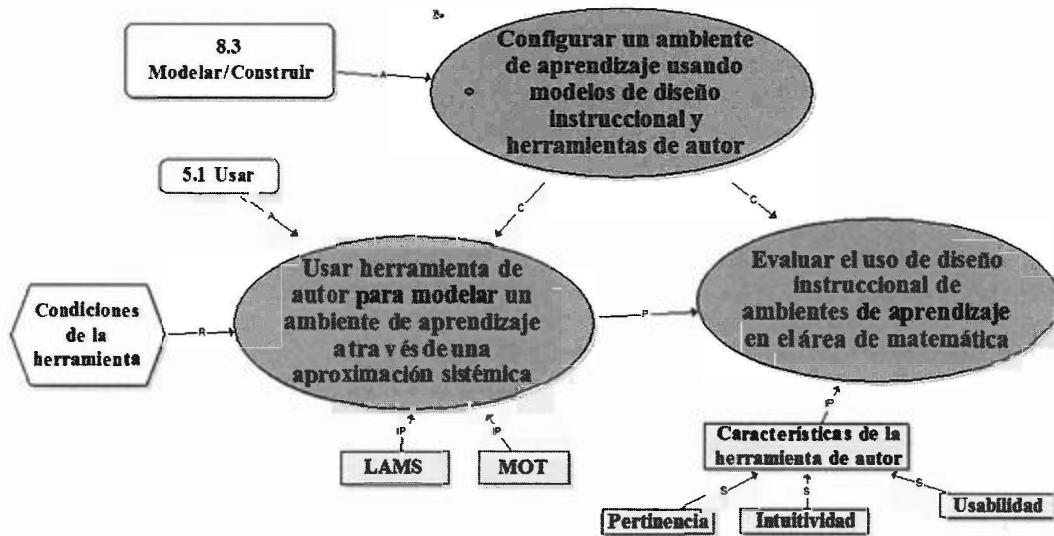 8.3
Modelar/Construir
A
Configurar un ambiente
de aprendizaje usando
modelos de diseño
instruccional y
herramientas de autor
5.1 Usar
A
C
C
Condiciones
de la
herramienta
R
Usar herramienta de
autor para modelar un
ambiente de aprendizaje
atra v és de una
aproximación sistémica
P
Evaluar el uso de diseño
instruccional de
ambientes de aprendizaje
en el área de matemática
IP
IP
LAMS
MOT
IP
Características de la
herramienta de autor
S
S
S
Pertinencia
Intuitividad
Usabilidad